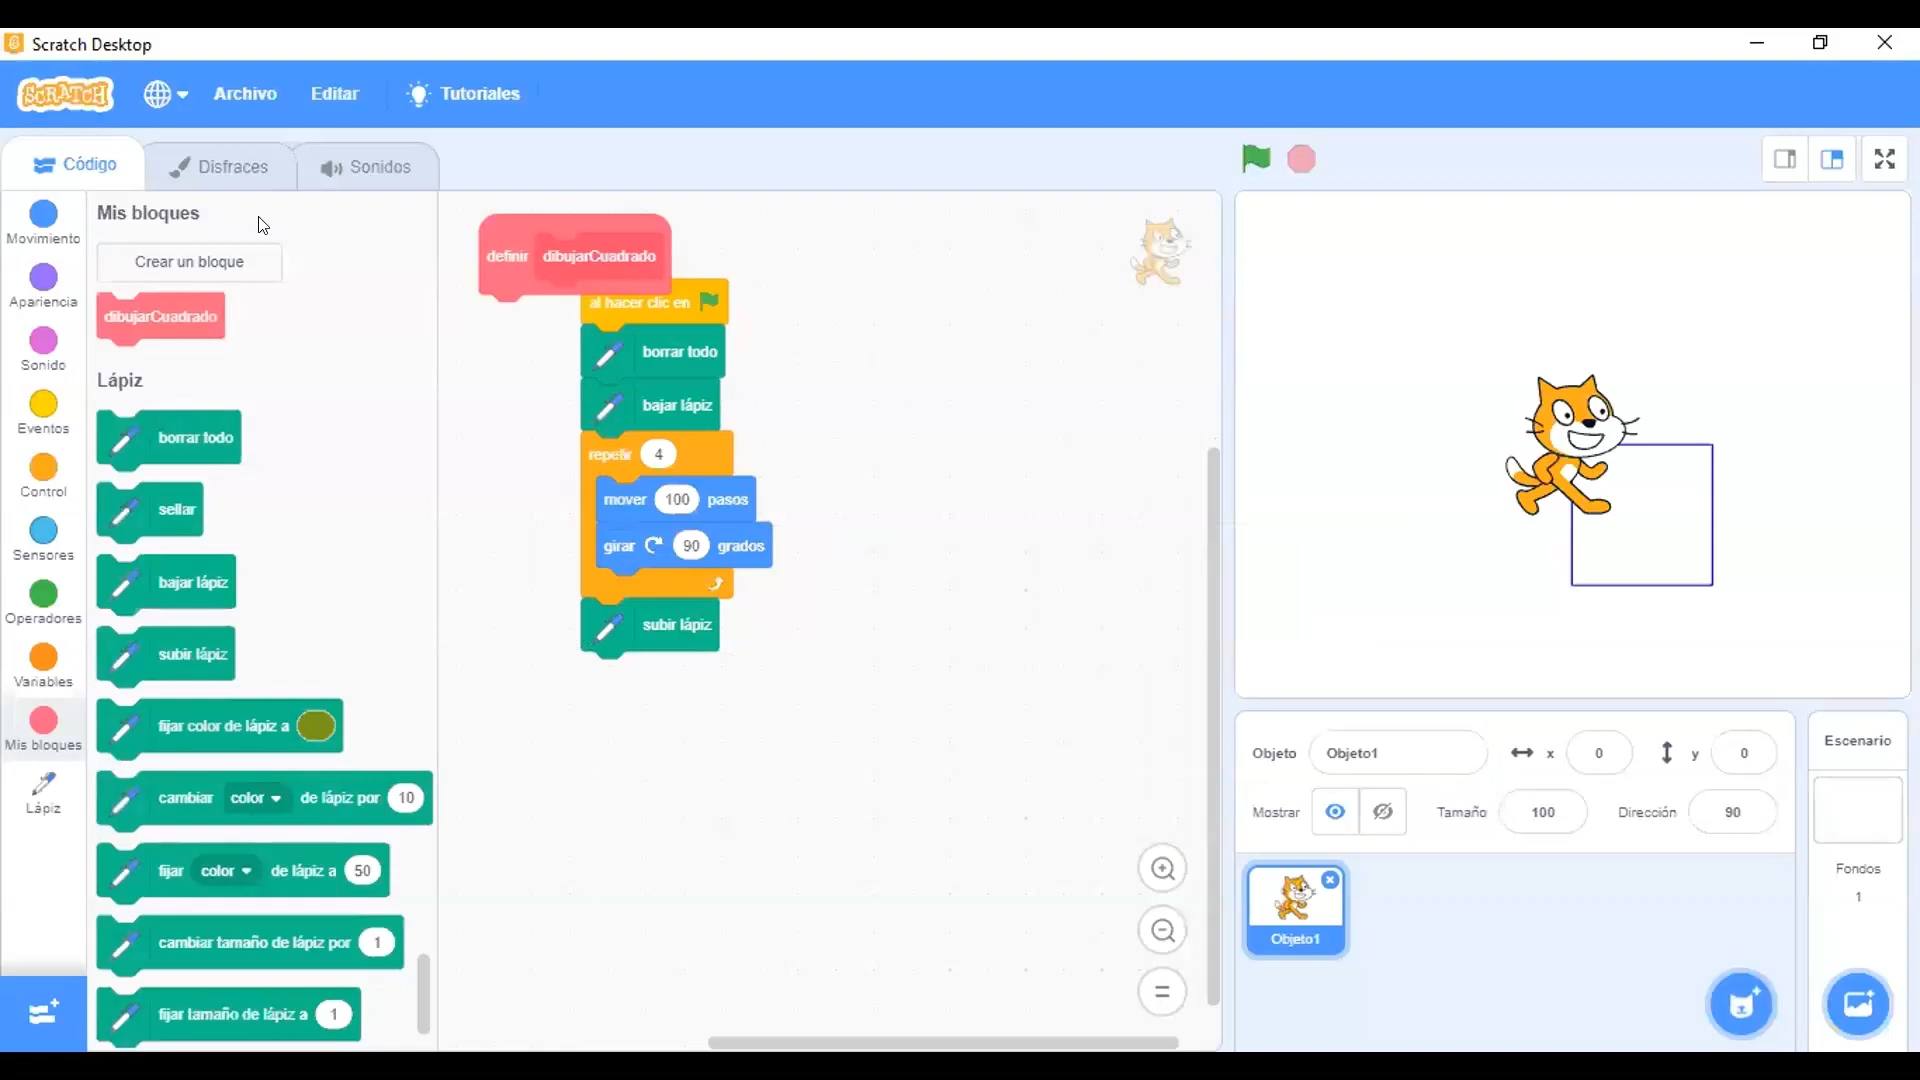 Scratch Desktop
SCRATCH
Archivo
Editar
Tutoriales
Código
Disfraces
Sonidos
Movimiento
Apariencia
Sonido
Eventos
Control
Sensores
Operadores
Variables
Mis bloques
Lápiz
Mis bloques
Crear un bloque
dibujarCuadrado
Lápiz
borrar todo
sellar
bajar lápiz
subir lápiz
fijar color de lápiz a
cambiar color de lápiz por 10
fijar color de lápiz a 50
cambiar tamaño de lápiz por 1
fijar tamaño de lápiz a 1
definir dibujarCuadrado
al hacer clic en
borrar todo
bajar lápiz
repetir 4
mover 100 pasos
girar 90 grados
subir lápiz
Objeto Objeto1 x 0 y 0
Mostrar Tamaño 100 Dirección 90
Objeto1
Escenario
Fondos
1